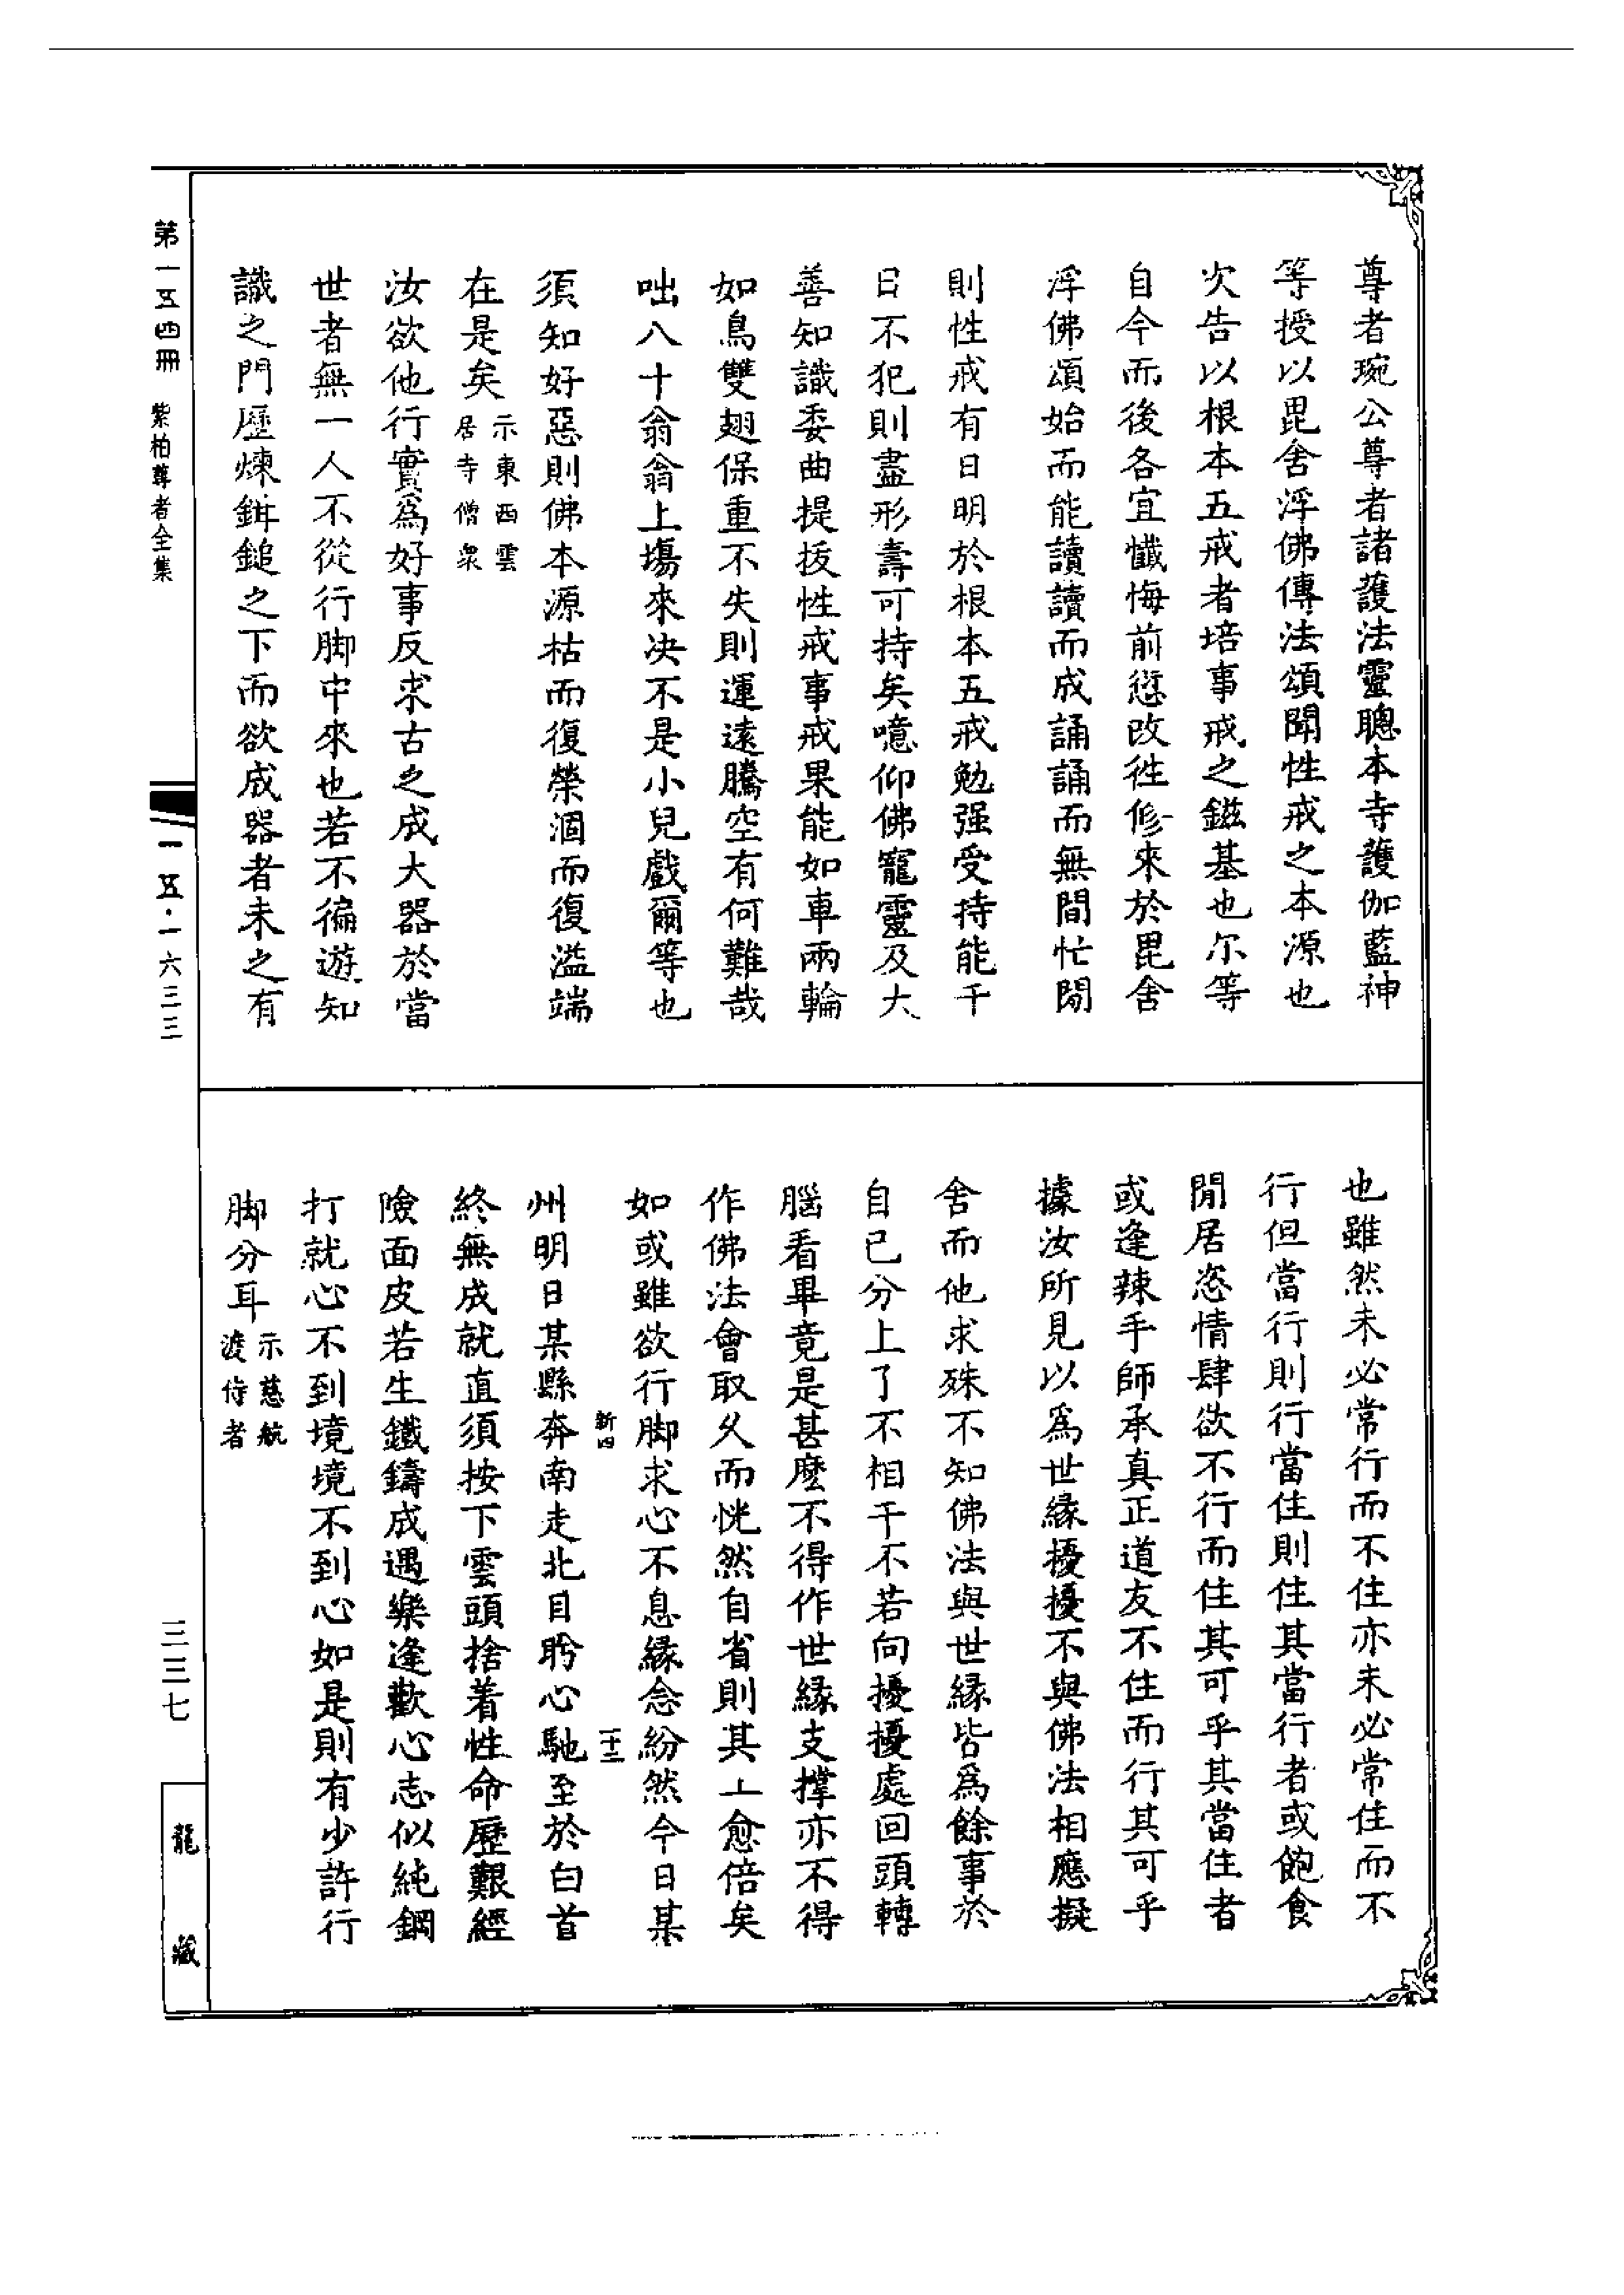 尊者琬公尊者諸護法靈聰本寺護伽藍神
等授以毘舍浮佛傳法頌聞性戒之本源也
次告以根本五戒者培事戒之鎡基也尔等
自今而後各宜懺悔前愆改徃修來於毘舍
浮佛頌始而能讀讀而成誦誦而無間忙閒
則性戒有日明於根本五戒勉强受持能千
日不犯則盡形壽可持矣噫仰佛寵靈及大
善知識委曲提拔性戒事戒果能如車兩輪
如鳥雙翅保重不失則運遠騰空有何難哉
咄八十翁翁上塲來決不是小兒戲爾等也
須知好惡則佛本源枯而復榮涸而復溢端
在是矣示東西雲居寺僧衆
汝欲他行實爲好事反求古之成大器於當
世者無一人不從行脚中來也若不徧遊知
識之門歷煉鉗鎚之下而欲成器者未之有
也雖然未必常行而不住亦未必常住而不
行但當行則行當住則住其當行者或飽食
閒居恣情肆欲不行而住其可乎其當住者
或逢辣手師承真正道友不住而行其可乎
據汝所見以爲世緣擾擾不與佛法相應擬
舍而他求殊不知佛法與世緣皆爲餘事於
自己分上了不相干不若向擾擾處回頭轉
腦看畢竟是甚麼不得作世緣支撑亦不得
作佛法會取久而恍然自省則其工愈倍矣
如或雖欲行脚求心不息緣念紛然今日某
新四 十二
州明日某縣奔南走北目盻心馳至於白首
終無成就直須按下雲頭捨着性命歷艱經
險面皮若生鐵鑄成遇樂逢歡心志似純鋼
打就心不到境境不到心如是則有少許行
脚分耳示慈航渡侍者
第一五四冊 紫柏尊者全集
一五·一六三三
三三七
龍藏